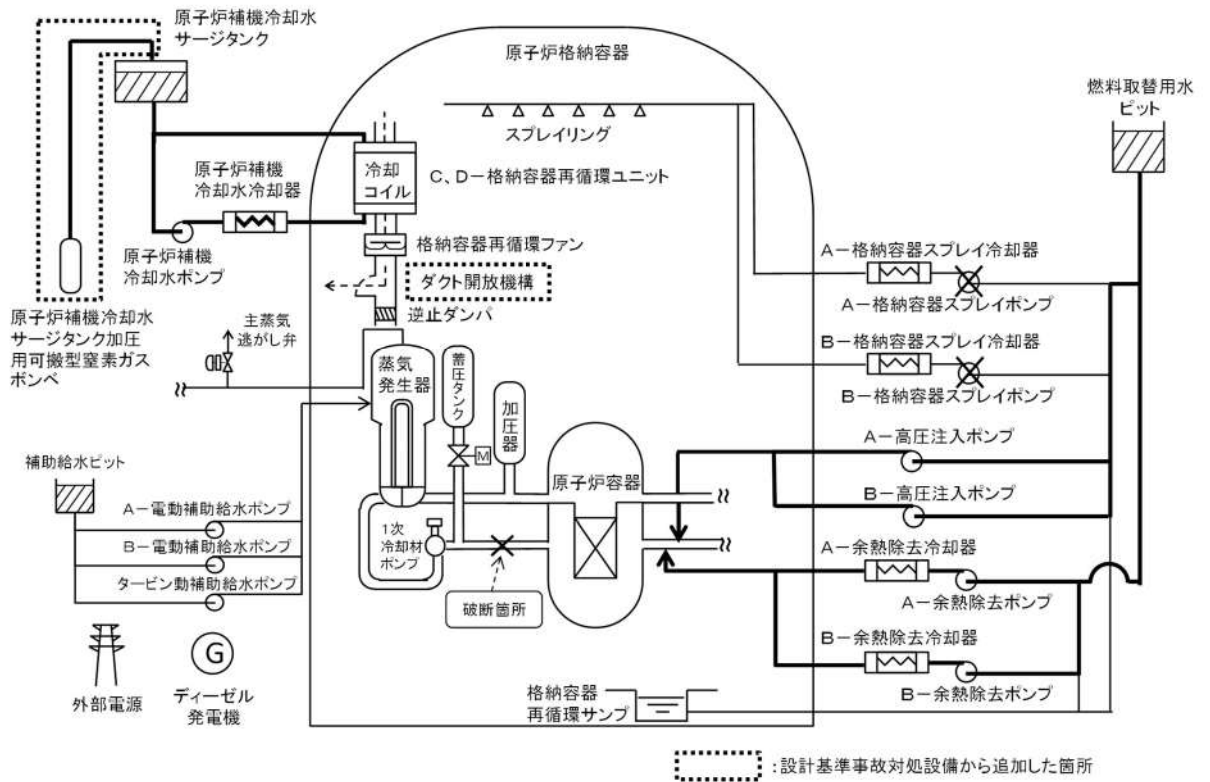 原子炉補機冷却水
サージタンク
原子炉格納容器
燃料取替用水
ピット
スプレイリング
冷却
コイル
C、D－格納容器再循環ユニット
原子炉補機
冷却水冷却器
格納容器再循環ファン
原子炉補機
冷却水ポンプ
ダクト開放機構
逆止ダンパ
A－格納容器スプレイ冷却器
A－格納容器スプレイポンプ
B－格納容器スプレイ冷却器
B－格納容器スプレイポンプ
原子炉補機冷却水
サージタンク加圧
用可搬型窒素ガス
ボンベ
主蒸気
逃がし弁
蒸気
発生器
蓄圧タンク
加圧器
M
原子炉容器
A－高圧注入ポンプ
B－高圧注入ポンプ
補助給水ピット
A－電動補助給水ポンプ
B－電動補助給水ポンプ
タービン動補助給水ポンプ
1次
冷却材
ポンプ
破断箇所
A－余熱除去冷却器
A－余熱除去ポンプ
B－余熱除去冷却器
B－余熱除去ポンプ
G
外部電源
ディーゼル
発電機
格納容器
再循環サンプ
：設計基準事故対処設備から追加した箇所